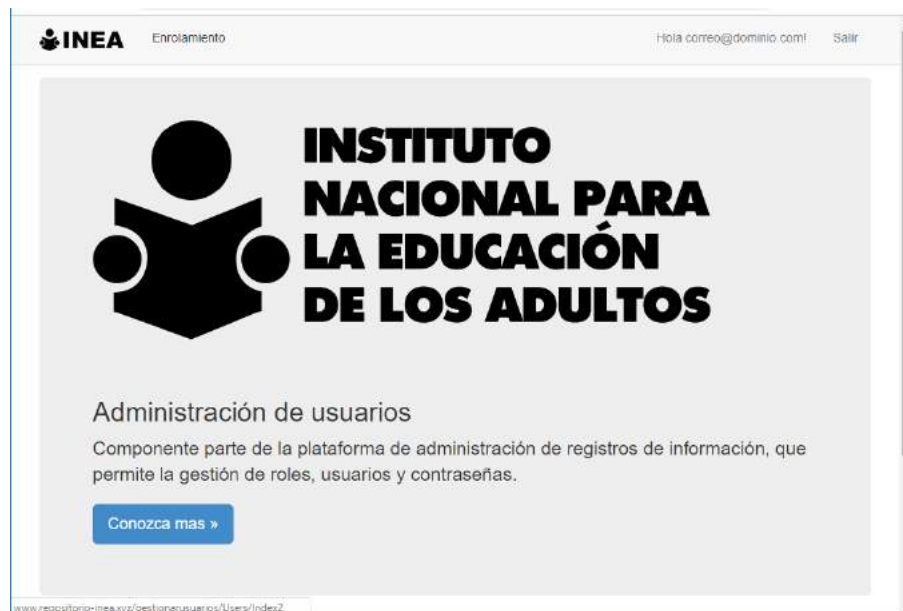 INEA Enrolamiento Hola correo@dominio.com! Salir
INSTITUTO
NACIONAL PARA
LA EDUCACIÓN
DE LOS ADULTOS
Administración de usuarios
Componente parte de la plataforma de administración de registros de información, que
permite la gestión de roles, usuarios y contraseñas.
Conozca mas »
www.repositorio-inea.xyz/gestionarusuarios/Users/Index2